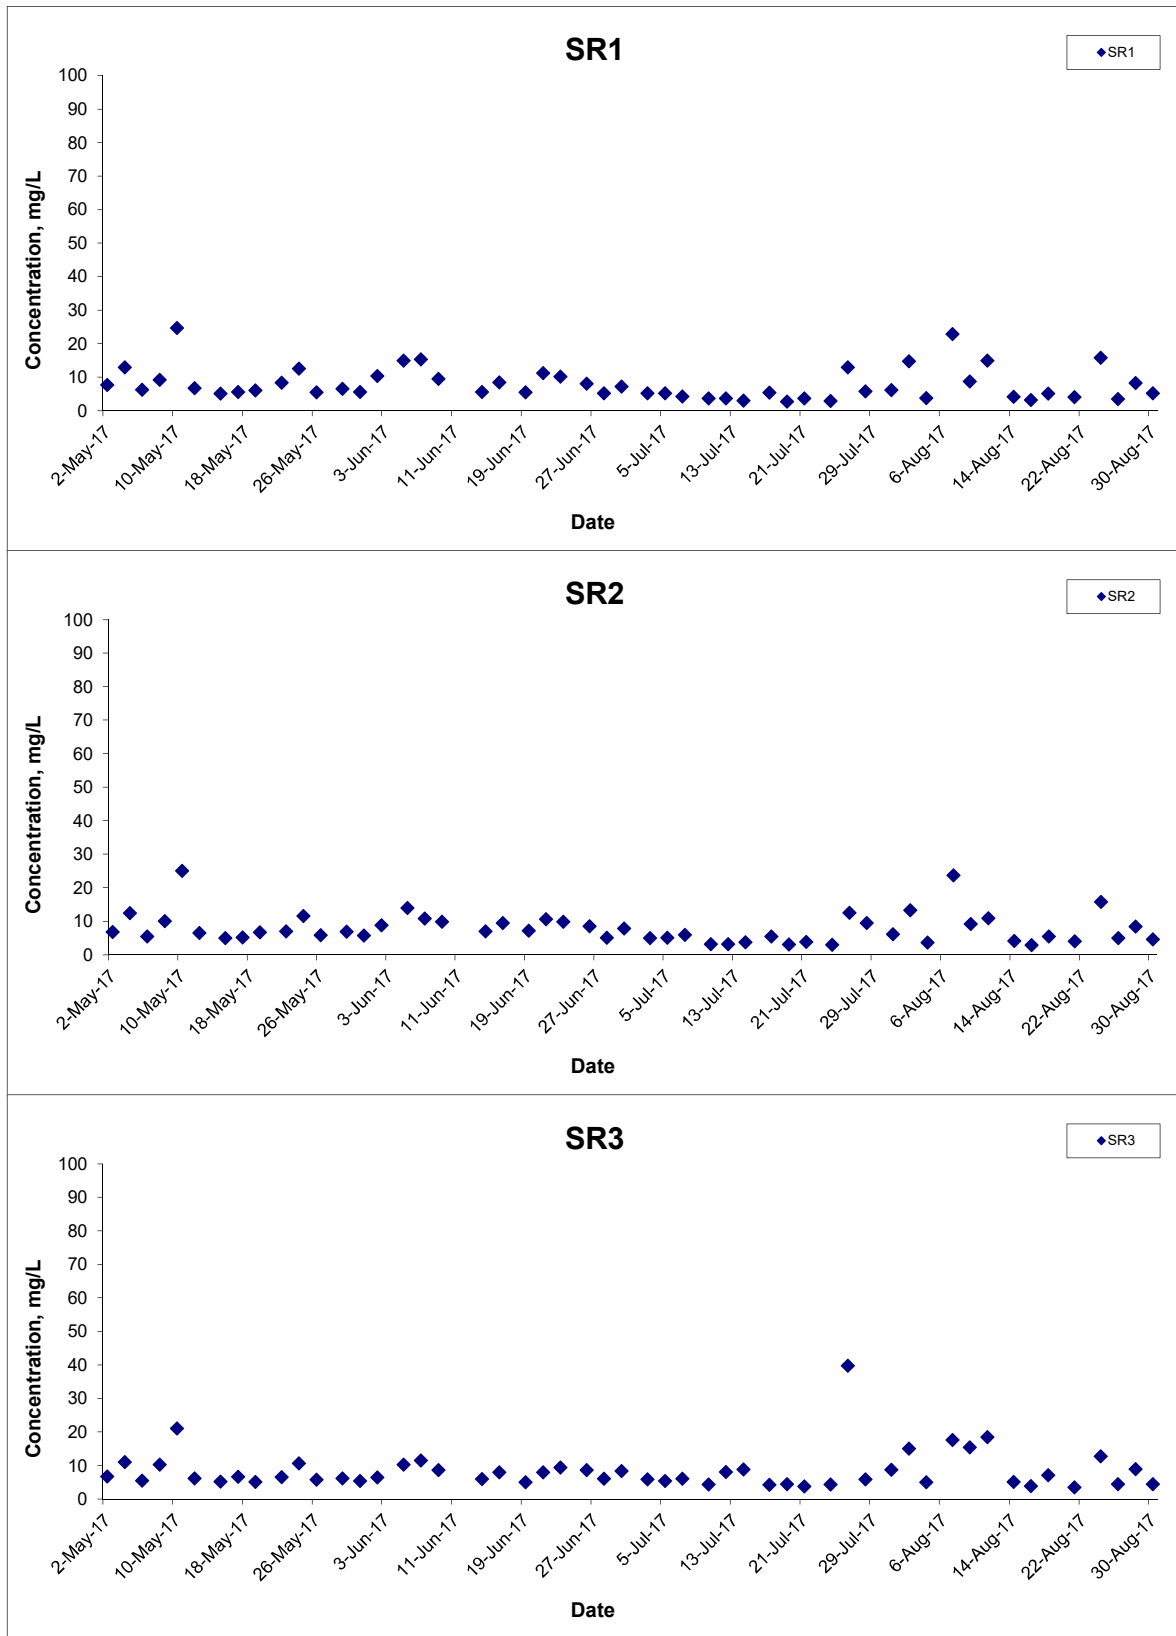 SR1
SR1
100
90
80
70
60
50
40
30
20
10
0
Concentration, mg/L
2-May-17
10-May-17
18-May-17
26-May-17
3-Jun-17
11-Jun-17
19-Jun-17
27-Jun-17
5-Jul-17
13-Jul-17
21-Jul-17
29-Jul-17
6-Aug-17
14-Aug-17
22-Aug-17
30-Aug-17
Date
SR2
SR2
100
90
80
70
60
50
40
30
20
10
0
Concentration, mg/L
2-May-17
10-May-17
18-May-17
26-May-17
3-Jun-17
11-Jun-17
19-Jun-17
27-Jun-17
5-Jul-17
13-Jul-17
21-Jul-17
29-Jul-17
6-Aug-17
14-Aug-17
22-Aug-17
30-Aug-17
Date
SR3
SR3
100
90
80
70
60
50
40
30
20
10
0
Concentration, mg/L
2-May-17
10-May-17
18-May-17
26-May-17
3-Jun-17
11-Jun-17
19-Jun-17
27-Jun-17
5-Jul-17
13-Jul-17
21-Jul-17
29-Jul-17
6-Aug-17
14-Aug-17
22-Aug-17
30-Aug-17
Date